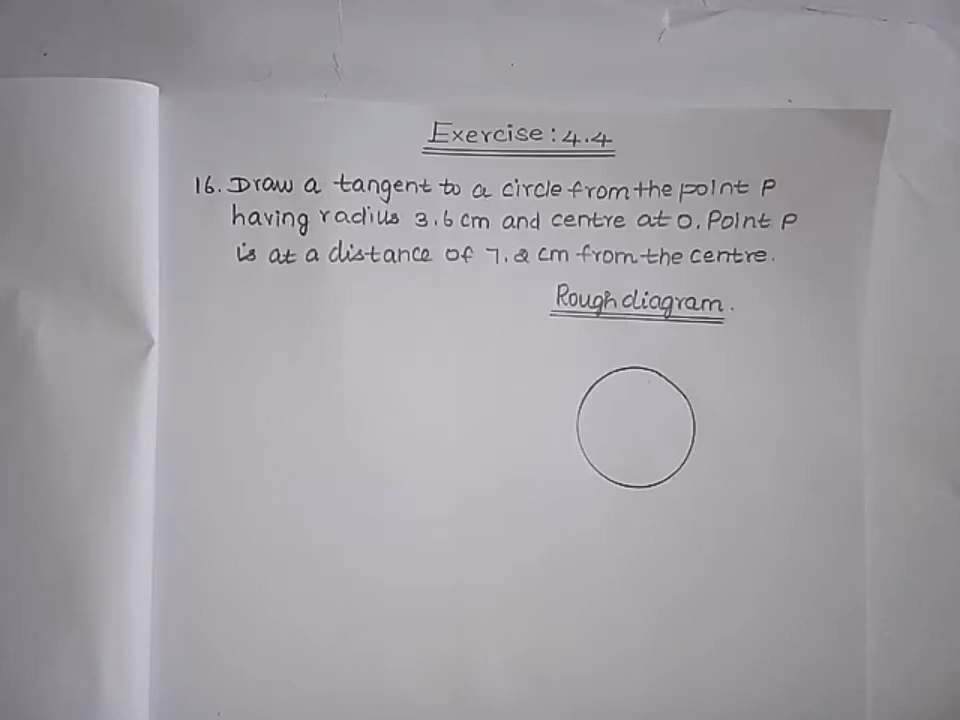 Exercise: 4.4
16. Draw a tangent to a circle from the point P
having radius 3.6 cm and centre at O. Point P
is at a distance of 7.2 cm from the centre.
Rough diagram.